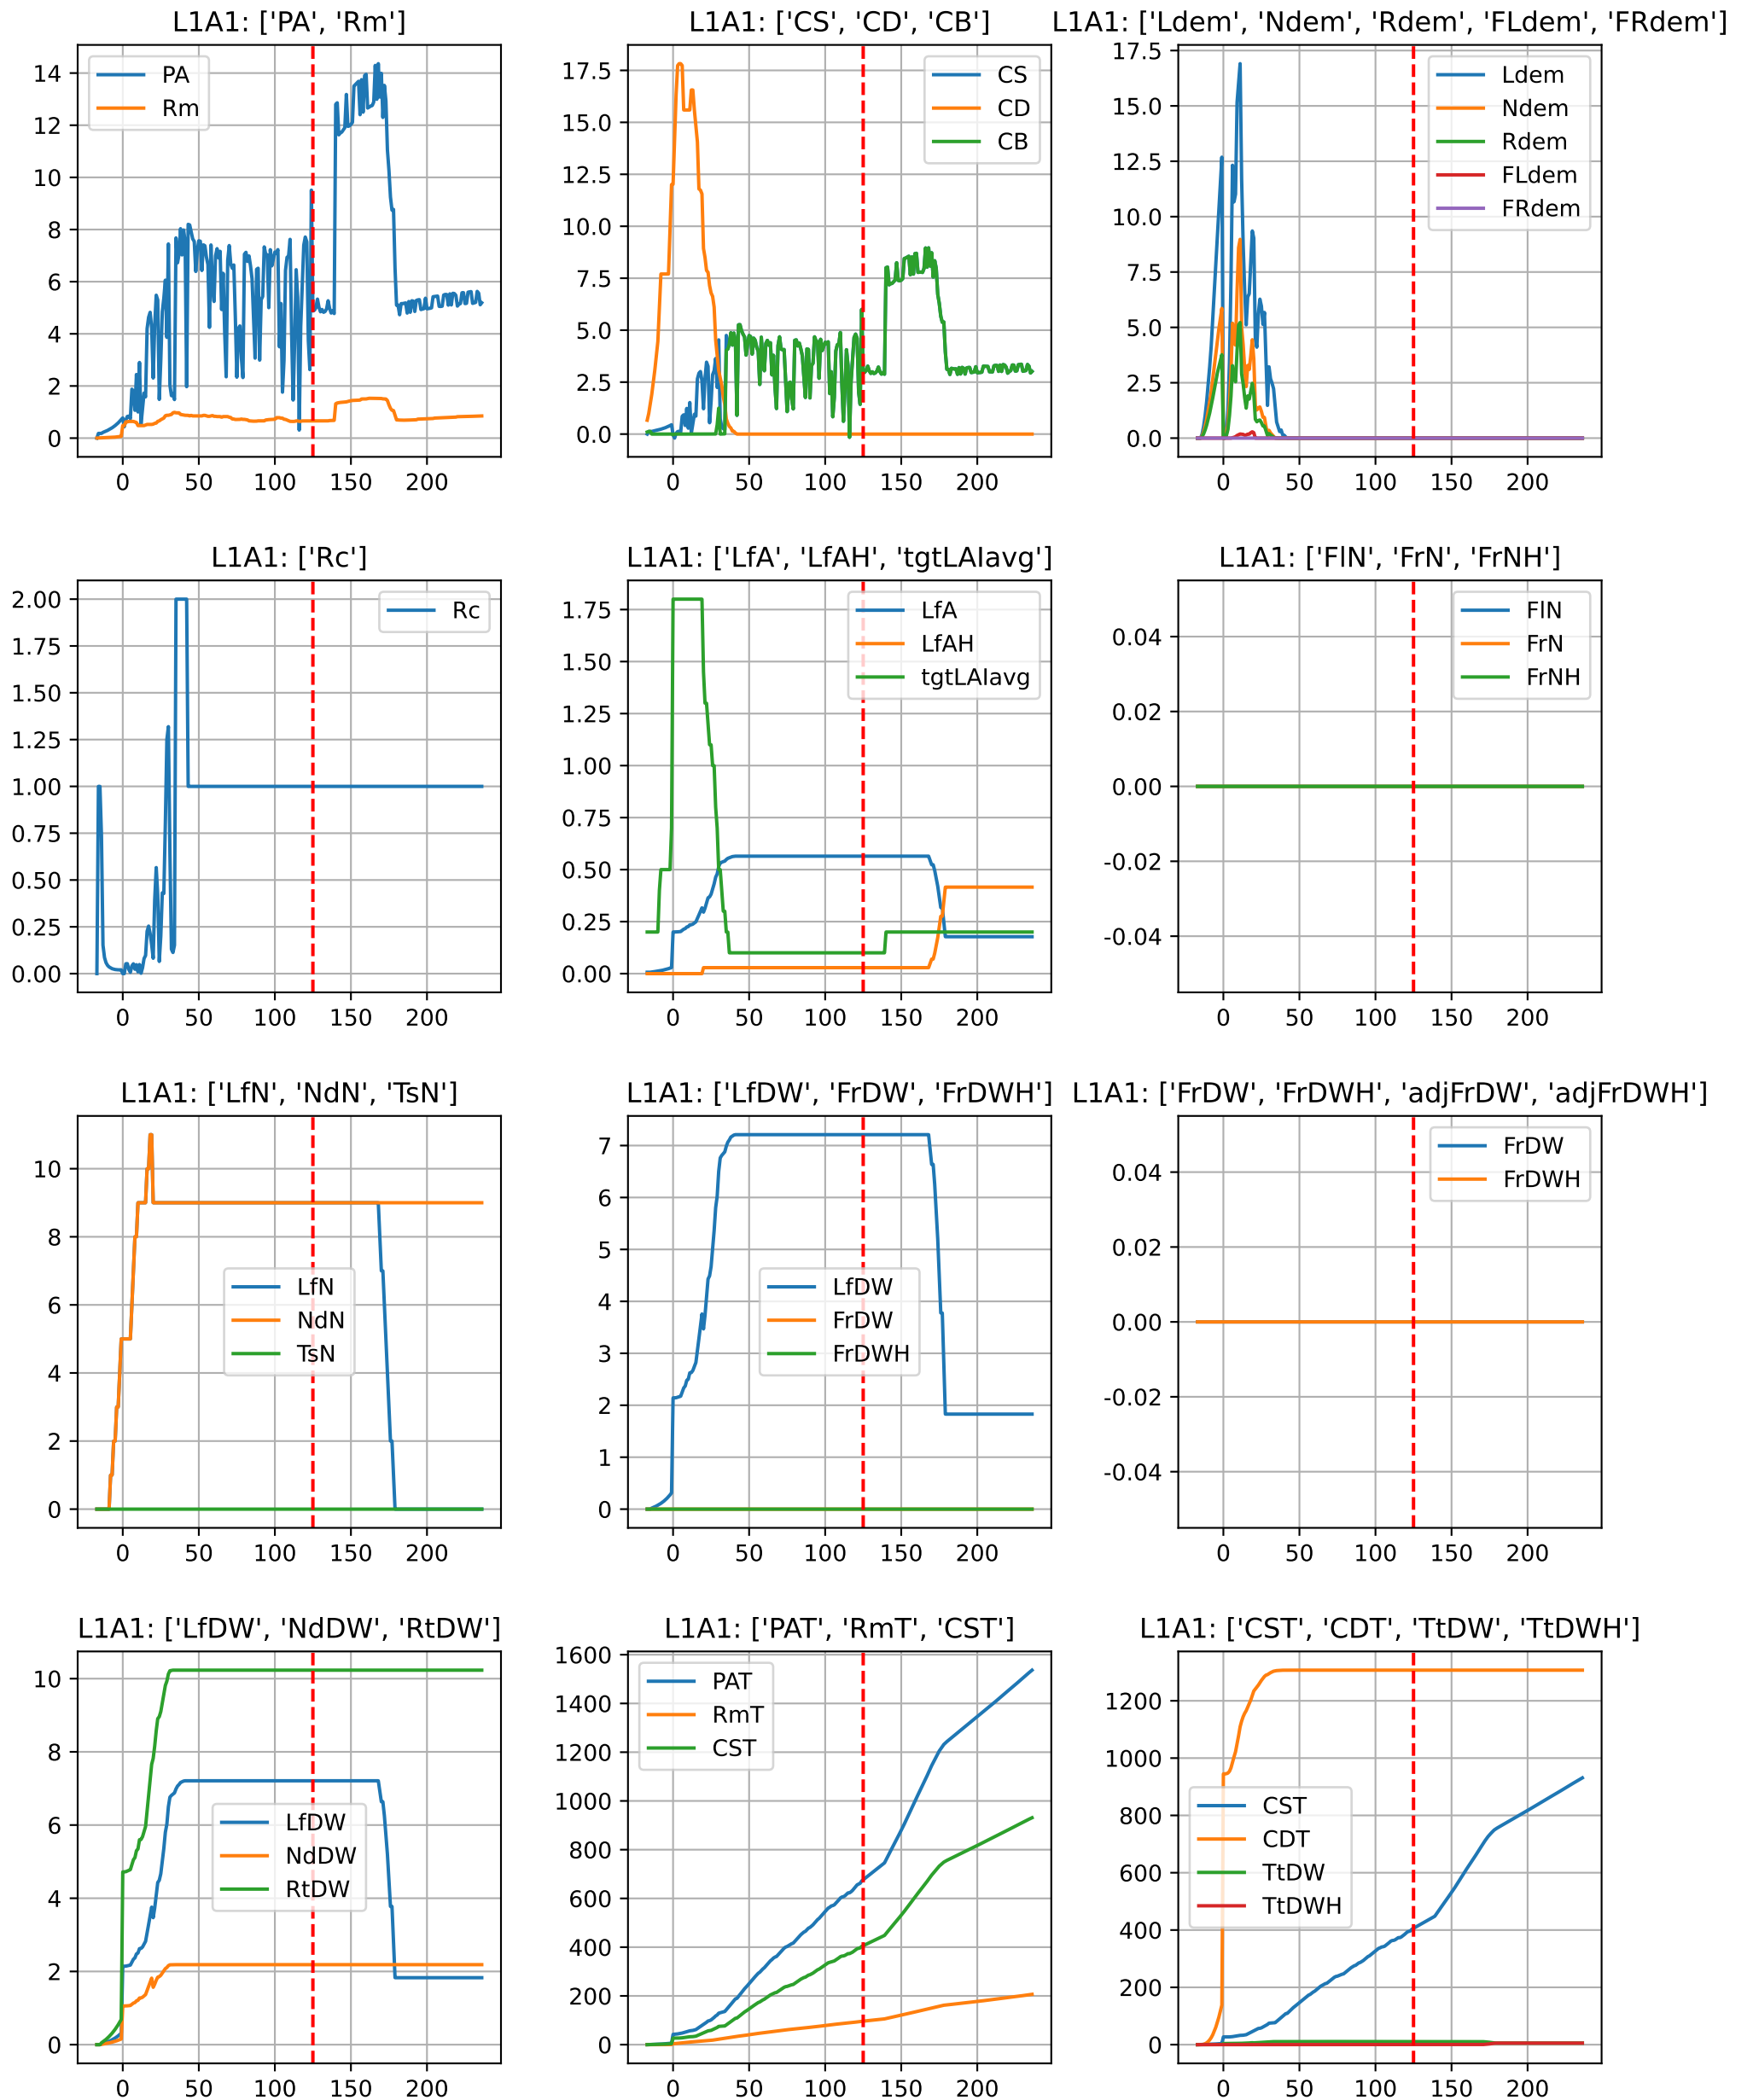 L1A1: ['PA', 'Rm']
14
12
10
8
6
4
2
0
PA
Rm
0 50 100 150 200
L1A1: ['CS', 'CD', 'CB']
17.5
15.0
12.5
10.0
7.5
5.0
2.5
0.0
CS
CD
CB
0 50 100 150 200
L1A1: ['Ldem', 'Ndem', 'Rdem', 'FLdem', 'FRdem']
17.5
15.0
12.5
10.0
7.5
5.0
2.5
0.0
Ldem
Ndem
Rdem
FLdem
FRdem
0 50 100 150 200
L1A1: ['Rc']
2.00
1.75
1.50
1.25
1.00
0.75
0.50
0.25
0.00
Rc
0 50 100 150 200
L1A1: ['LfA', 'LfAH', 'tgtLAIavg']
1.75
1.50
1.25
1.00
0.75
0.50
0.25
0.00
LfA
LfAH
tgtLAIavg
0 50 100 150 200
L1A1: ['FlN', 'FrN', 'FrNH']
0.04
0.02
0.00
-0.02
-0.04
FlN
FrN
FrNH
0 50 100 150 200
L1A1: ['LfN', 'NdN', 'TsN']
10
8
6
4
2
0
LfN
NdN
TsN
0 50 100 150 200
L1A1: ['LfDW', 'FrDW', 'FrDWH']
7
6
5
4
3
2
1
0
LfDW
FrDW
FrDWH
0 50 100 150 200
L1A1: ['FrDW', 'FrDWH', 'adjFrDW', 'adjFrDWH']
0.04
0.02
0.00
-0.02
-0.04
FrDW
FrDWH
0 50 100 150 200
L1A1: ['LfDW', 'NdDW', 'RtDW']
10
8
6
4
2
0
LfDW
NdDW
RtDW
0 50 100 150 200
L1A1: ['PAT', 'RmT', 'CST']
1600
1400
1200
1000
800
600
400
200
0
PAT
RmT
CST
0 50 100 150 200
L1A1: ['CST', 'CDT', 'TtDW', 'TtDWH']
1200
1000
800
600
400
200
0
CST
CDT
TtDW
TtDWH
0 50 100 150 200